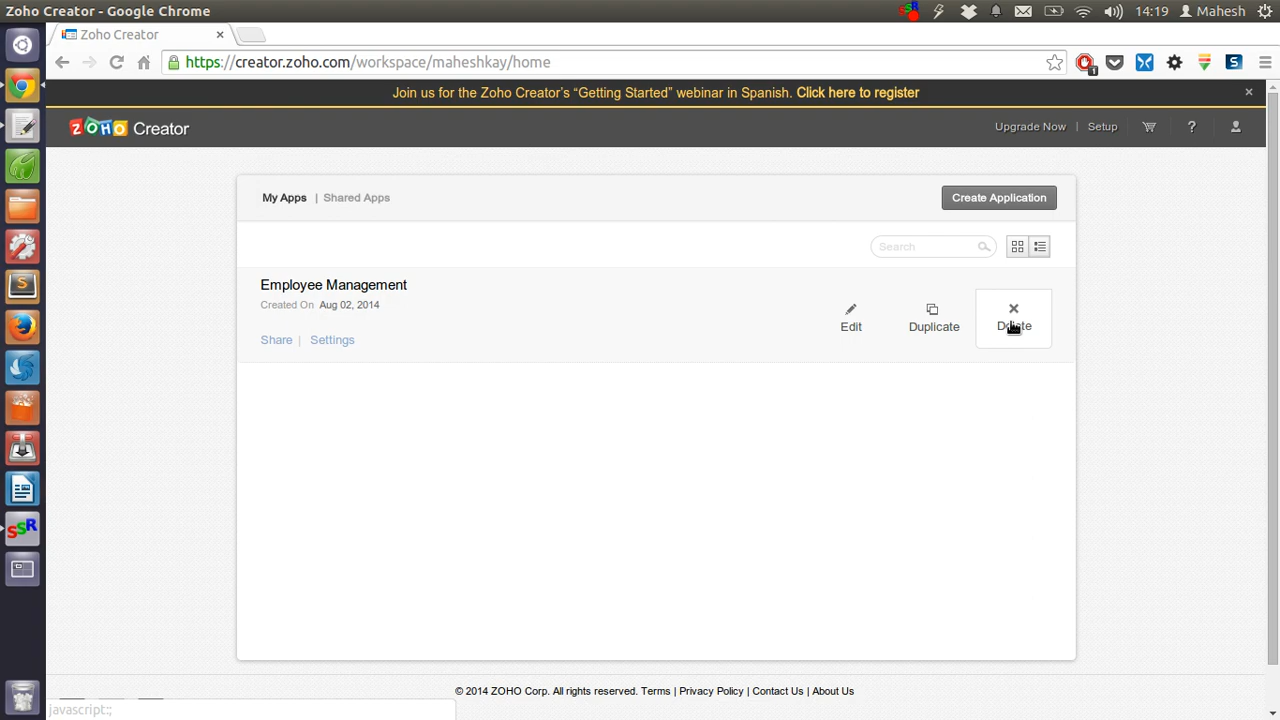 Zoho Creator - Google Chrome
14:19 Mahesh
Zoho Creator
https://creator.zoho.com/workspace/maheshkay/home
Join us for the Zoho Creator's “Getting Started” webinar in Spanish. Click here to register
ZOHO Creator
Upgrade Now | Setup ?
My Apps | Shared Apps
Create Application
Search
Employee Management
Created On Aug 02, 2014
Share | Settings
Edit
Duplicate
Delete
© 2014 ZOHO Corp. All rights reserved. Terms | Privacy Policy | Contact Us | About Us
javascript:;